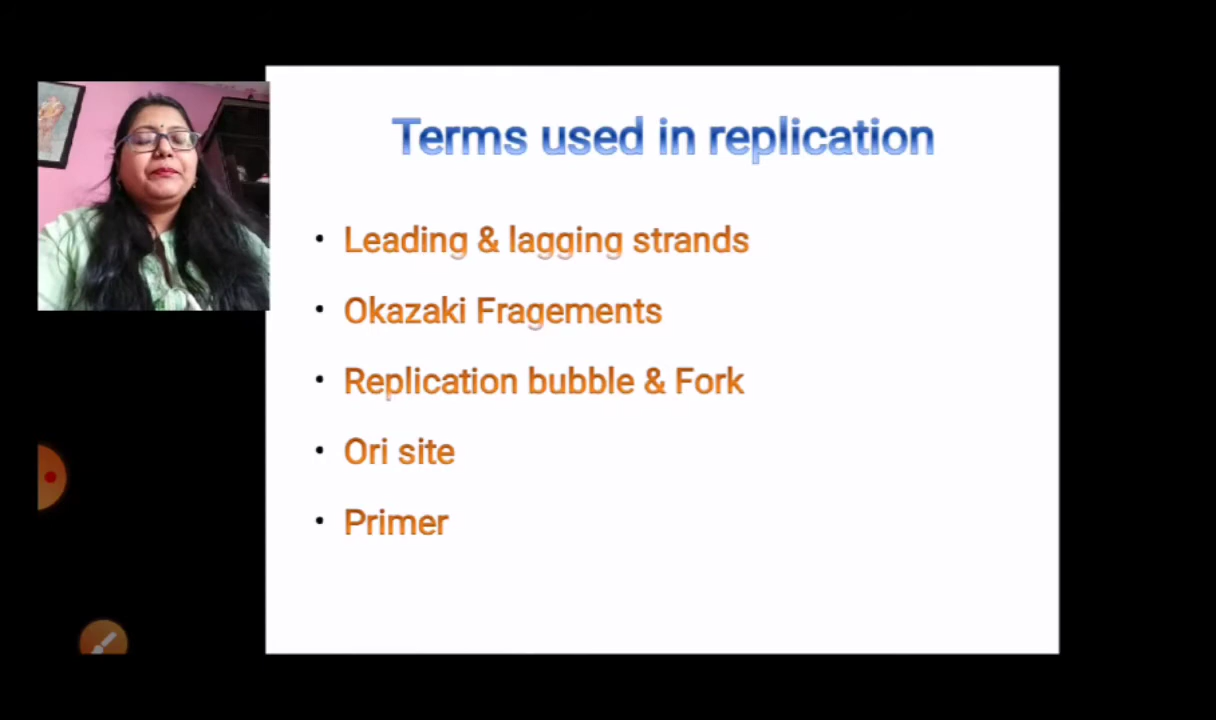 Terms used in replication
• Leading & lagging strands
• Okazaki Fragements
• Replication bubble & Fork
• Ori site
• Primer